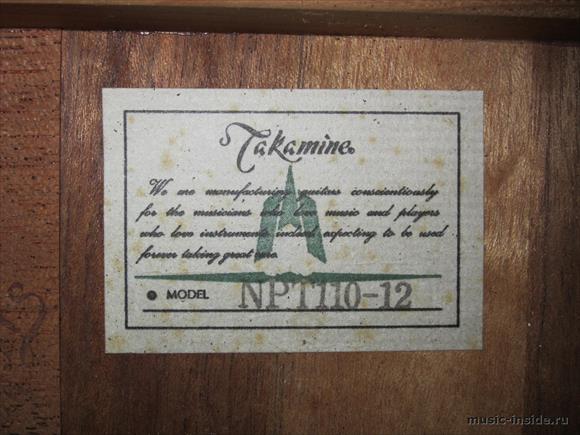 Takamine
We are manufacturing guitars conscientiously
for the musicians who love music and players
who love instruments indeed expecting to be used
forever taking great care.
MODEL NPT110-12
music-inside.ru